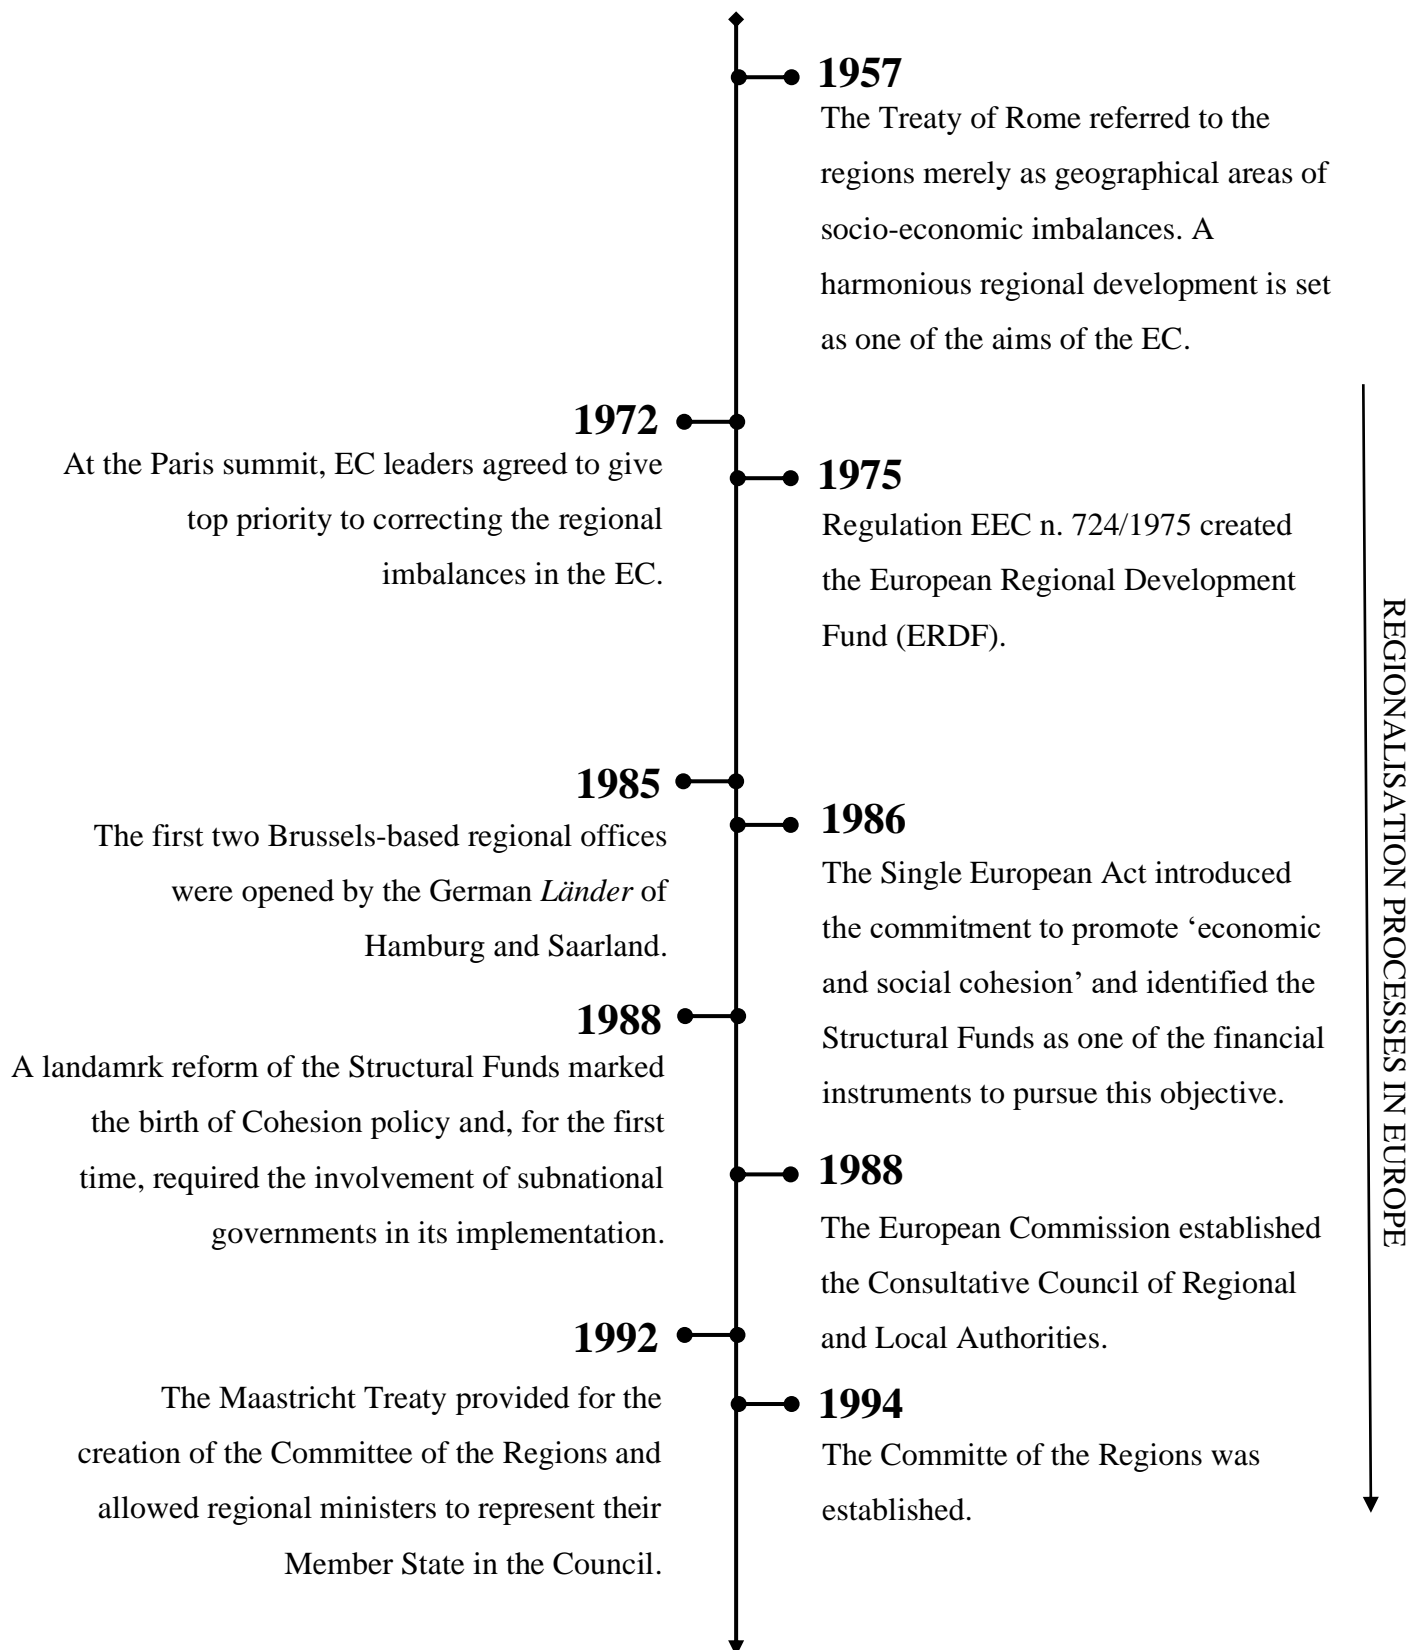 1957
The Treaty of Rome referred to the
regions merely as geographical areas of
socio-economic imbalances. A
harmonious regional development is set
as one of the aims of the EC.
1972
At the Paris summit, EC leaders agreed to give
top priority to correcting the regional
imbalances in the EC.
1975
Regulation EEC n. 724/1975 created
the European Regional Development
Fund (ERDF).
1985
The first two Brussels-based regional offices
were opened by the German Länder of
Hamburg and Saarland.
1986
The Single European Act introduced
the commitment to promote ‘economic
and social cohesion’ and identified the
Structural Funds as one of the financial
instruments to pursue this objective.
1988
A landamrk reform of the Structural Funds marked
the birth of Cohesion policy and, for the first
time, required the involvement of subnational
governments in its implementation.
1988
The European Commission established
the Consultative Council of Regional
and Local Authorities.
1992
The Maastricht Treaty provided for the
creation of the Committee of the Regions and
allowed regional ministers to represent their
Member State in the Council.
1994
The Committe of the Regions was
established.
REGIONALISATION PROCESSES IN EUROPE